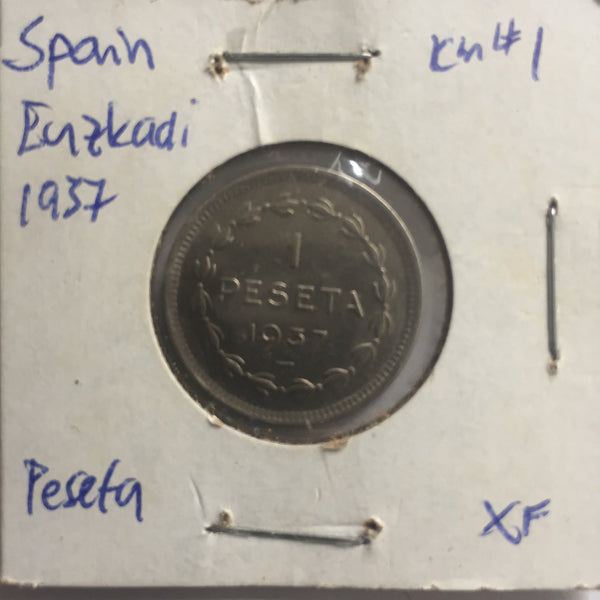 Spain
Km#1
Euzkadi
1937
1
PESETA
1937
Peseta
XF